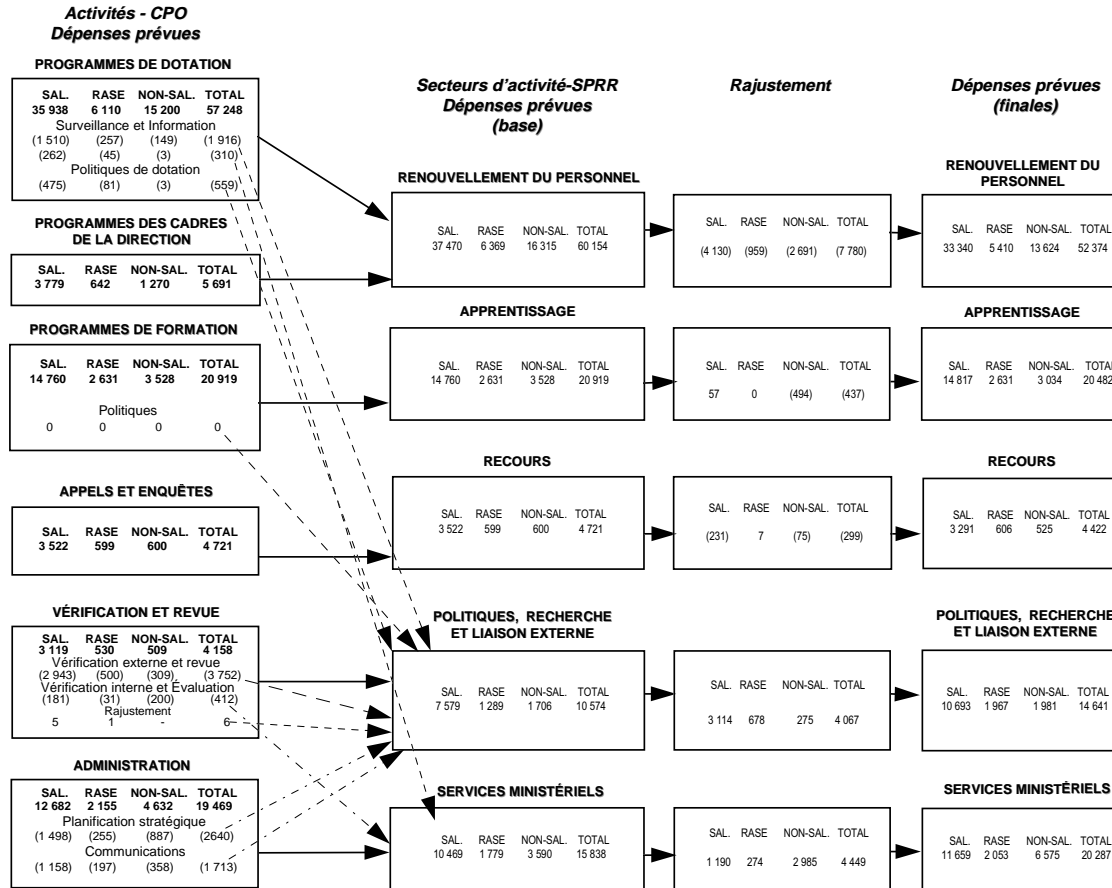 Activités - CPO
Dépenses prévues
PROGRAMMES DE DOTATION
SAL. RASE NON-SAL. TOTAL
35 938 6 110 15 200 57 248
Surveillance et Information
(1 510) (257) (149) (1 916)
(262) (45) (3) (310)
Politiques de dotation
(475) (81) (3) (559)
PROGRAMMES DES CADRES
DE LA DIRECTION
SAL. RASE NON-SAL. TOTAL
3 779 642 1 270 5 691
PROGRAMMES DE FORMATION
SAL. RASE NON-SAL. TOTAL
14 760 2 631 3 528 20 919
Politiques
0 0 0 0
APPELS ET ENQUÊTES
SAL. RASE NON-SAL. TOTAL
3 522 599 600 4 721
VÉRIFICATION ET REVUE
SAL. RASE NON-SAL. TOTAL
3 119 530 509 4 158
Vérification externe et revue
(2 943) (500) (309) (3 752)
Vérification interne et Évaluation
(181) (31) (200) (412)
Rajustement
5 1 - 6
ADMINISTRATION
SAL. RASE NON-SAL. TOTAL
12 682 2 155 4 632 19 469
Planification stratégique
(1 498) (255) (887) (2640)
Communications
(1 158) (197) (358) (1 713)
Secteurs d'activité-SPRR
Dépenses prévues
(base)
RENOUVELLEMENT DU PERSONNEL
SAL. RASE NON-SAL. TOTAL
37 470 6 369 16 315 60 154
APPRENTISSAGE
SAL. RASE NON-SAL. TOTAL
14 760 2 631 3 528 20 919
RECOURS
SAL. RASE NON-SAL. TOTAL
3 522 599 600 4 721
POLITIQUES, RECHERCHE
ET LIAISON EXTERNE
SAL. RASE NON-SAL. TOTAL
7 579 1 289 1 706 10 574
SERVICES MINISTÉRIELS
SAL. RASE NON-SAL. TOTAL
10 469 1 779 3 590 15 838
Rajustement
SAL. RASE NON-SAL. TOTAL
(4 130) (959) (2 691) (7 780)
SAL. RASE NON-SAL. TOTAL
57 0 (494) (437)
SAL. RASE NON-SAL. TOTAL
(231) 7 (75) (299)
SAL. RASE NON-SAL. TOTAL
3 114 678 275 4 067
SAL. RASE NON-SAL. TOTAL
1 190 274 2 985 4 449
Dépenses prévues
(finales)
RENOUVELLEMENT DU
PERSONNEL
SAL. RASE NON-SAL. TOTAL
33 340 5 410 13 624 52 374
APPRENTISSAGE
SAL. RASE NON-SAL. TOTAL
14 817 2 631 3 034 20 482
RECOURS
SAL. RASE NON-SAL. TOTAL
3 291 606 525 4 422
POLITIQUES, RECHERCHE
ET LIAISON EXTERNE
SAL. RASE NON-SAL. TOTAL
10 693 1 967 1 981 14 641
SERVICES MINISTÉRIELS
SAL. RASE NON-SAL. TOTAL
11 659 2 053 6 575 20 287